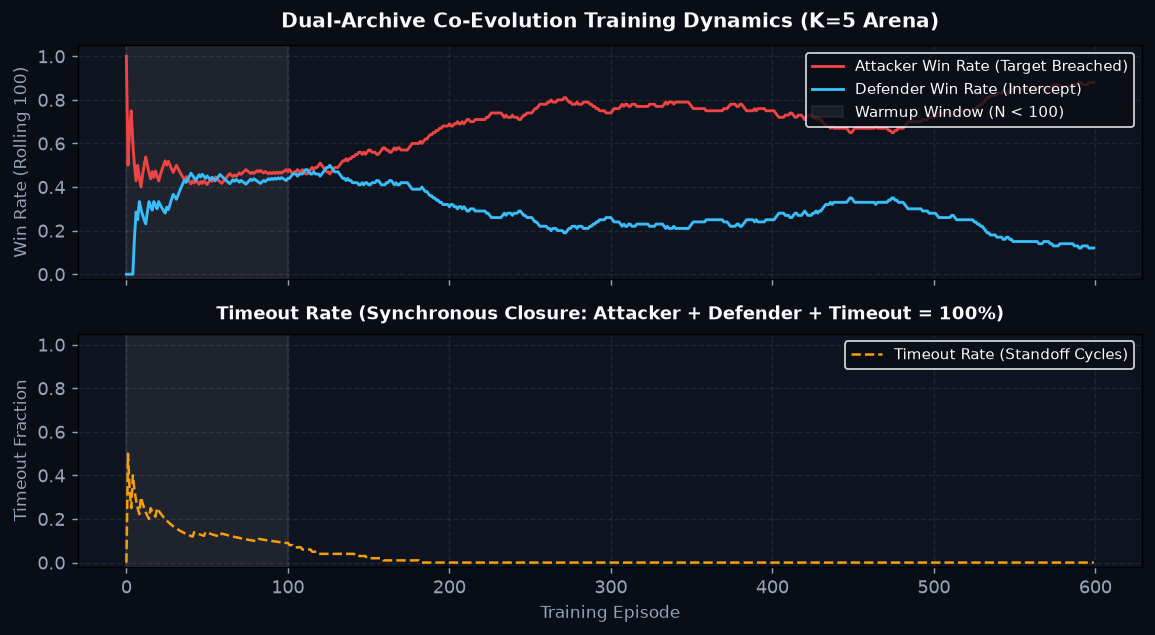 Dual-Archive Co-Evolution Training Dynamics (K=5 Arena)
Win Rate (Rolling 100)
1.0
0.8
0.6
0.4
0.2
0.0
Attacker Win Rate (Target Breached)
Defender Win Rate (Intercept)
Warmup Window (N < 100)
Timeout Rate (Synchronous Closure: Attacker + Defender + Timeout = 100%)
Timeout Fraction
1.0
0.8
0.6
0.4
0.2
0.0
Timeout Rate (Standoff Cycles)
0 100 200 300 400 500 600
Training Episode